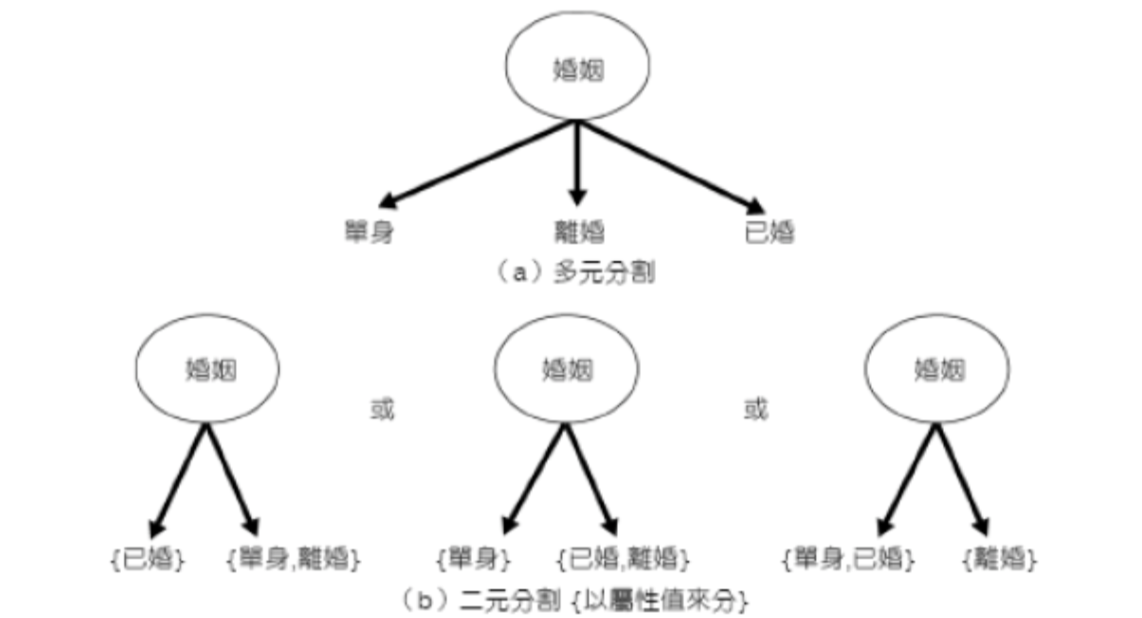 婚姻
單身 離婚 已婚
（a）多元分割
婚姻 或 婚姻 或 婚姻
{已婚} {單身,離婚} {單身} {已婚,離婚} {單身,已婚} {離婚}
（b）二元分割 {以屬性值來分}